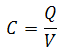 C = Q/V